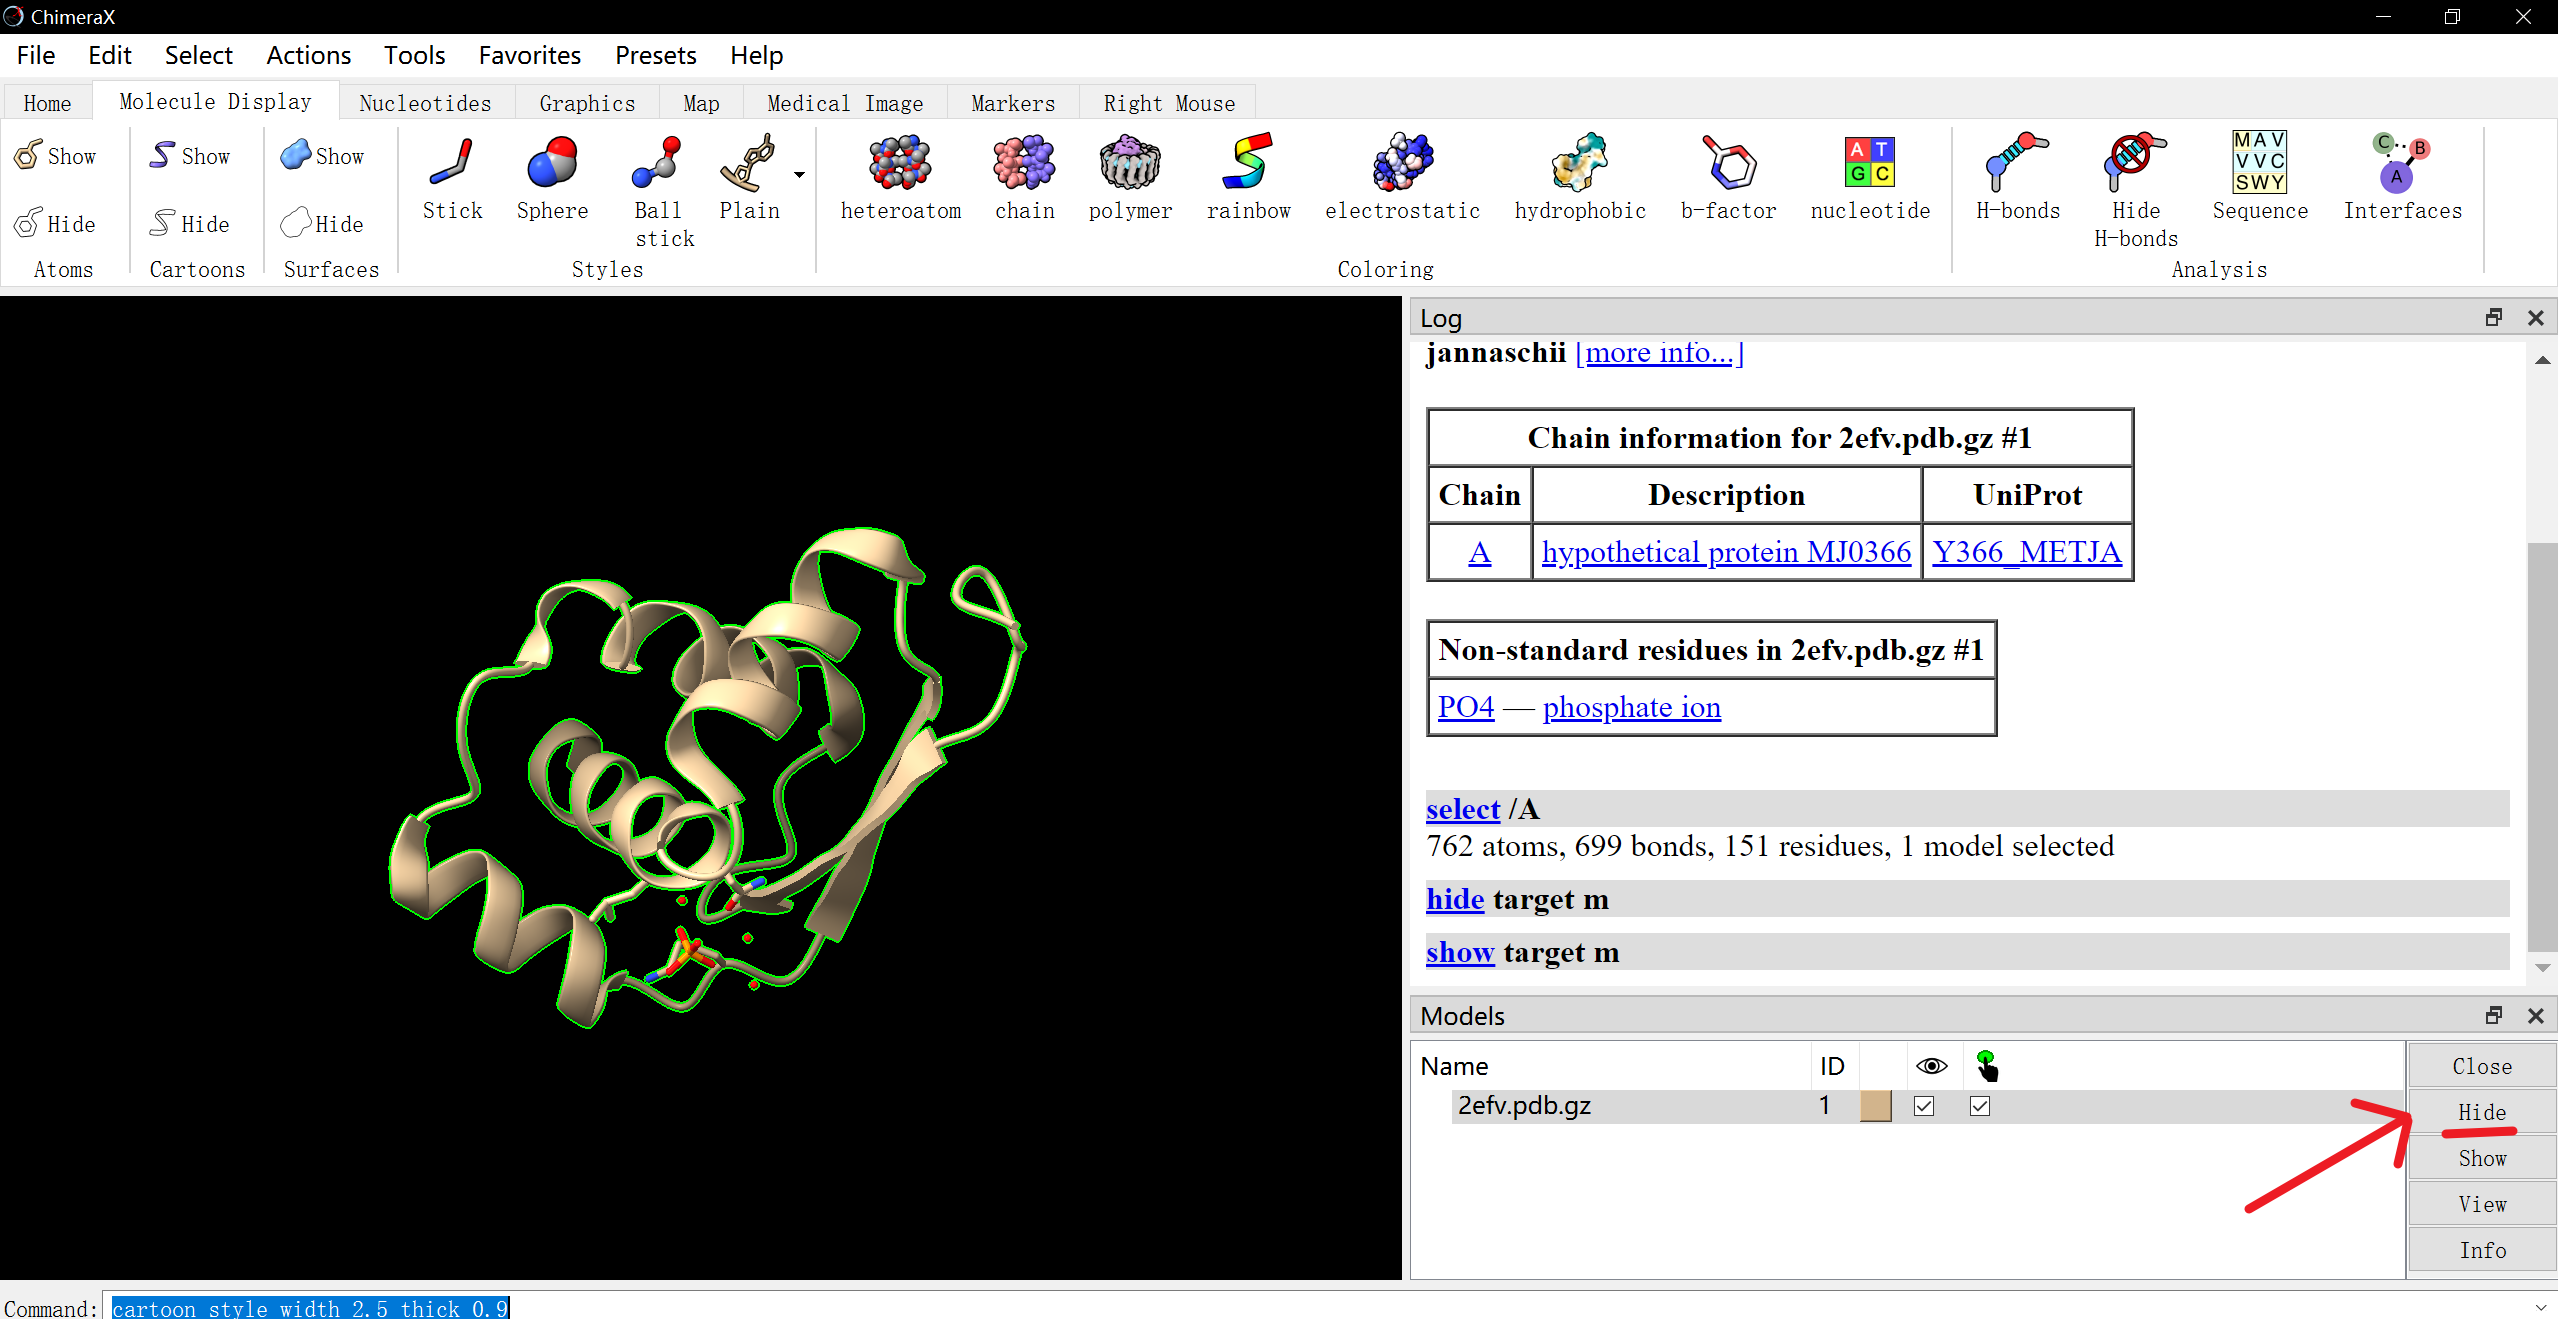 ChimeraX
File Edit Select Actions Tools Favorites Presets Help
Home Molecule Display Nucleotides Graphics Map Medical Image Markers Right Mouse
Show Show Show
Hide Hide Hide
Atoms Cartoons Surfaces
Stick Sphere Ball stick Plain
Styles
heteroatom chain polymer rainbow electrostatic hydrophobic b-factor nucleotide
A T
G C
Coloring
H-bonds Hide H-bonds Sequence Interfaces
M A V
V V C
S W Y
C B
A
Analysis
Log
jannaschii [more info...]
Chain information for 2efv.pdb.gz #1
Chain Description UniProt
A hypothetical protein MJ0366 Y366_METJA
Non-standard residues in 2efv.pdb.gz #1
PO4 — phosphate ion
select /A
762 atoms, 699 bonds, 151 residues, 1 model selected
hide target m
show target m
Models
Name ID
2efv.pdb.gz 1
Close
Hide
Show
View
Info
Command: cartoon style width 2.5 thick 0.9